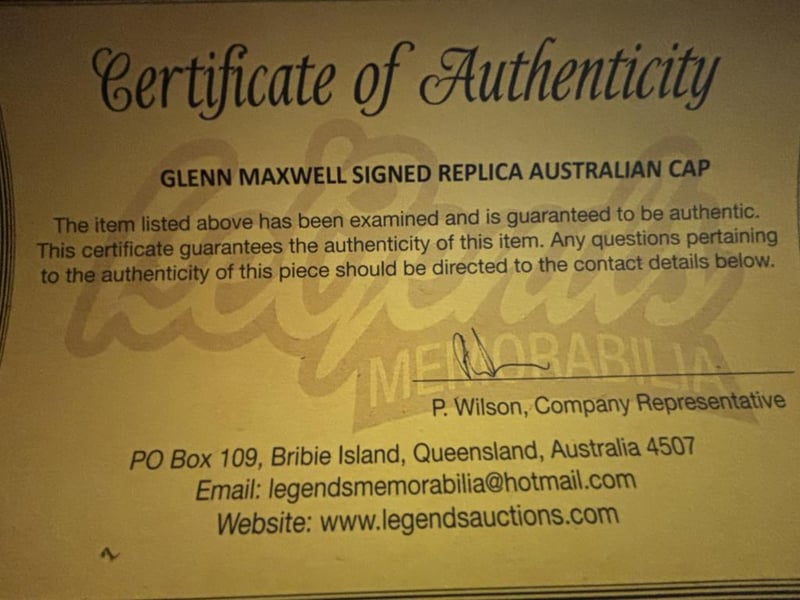 Certificate of Authenticity
GLENN MAXWELL SIGNED REPLICA AUSTRALIAN CAP
The item listed above has been examined and is guaranteed to be authentic.
This certificate guarantees the authenticity of this item. Any questions pertaining
to the authenticity of this piece should be directed to the contact details below.
Legends
MEMORABILIA
P. Wilson, Company Representative
PO Box 109, Bribie Island, Queensland, Australia 4507
Email: legendsmemorabilia@hotmail.com
Website: www.legendsauctions.com